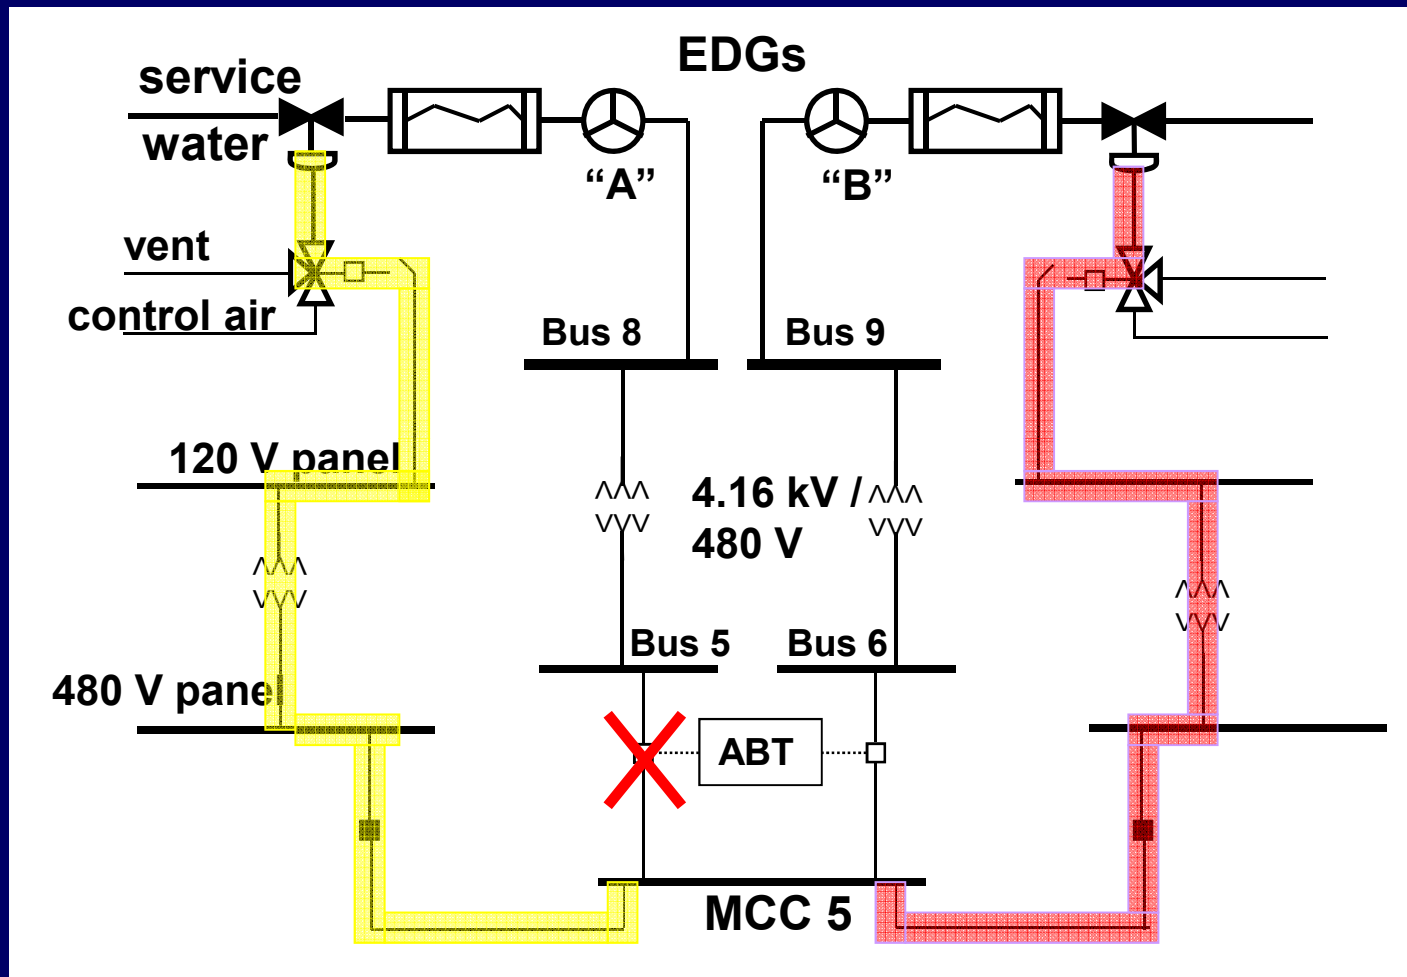 EDGs
service
water
“A”
“B”
vent
control air
Bus 8
Bus 9
120 V panel
4.16 kV /
480 V
Bus 5
Bus 6
480 V panel
ABT
MCC 5